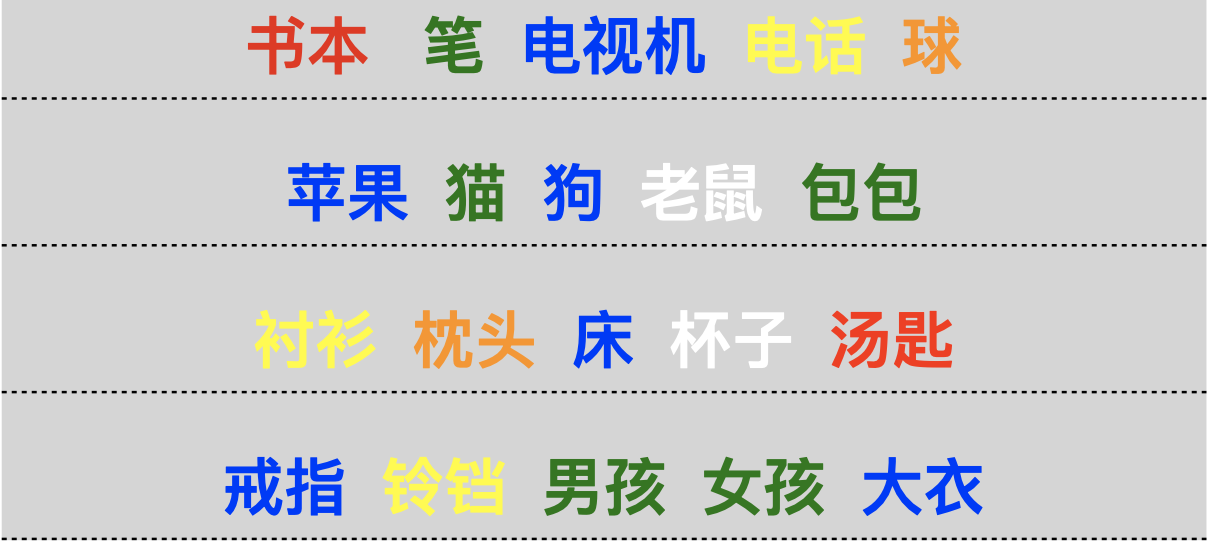 书本 笔 电视机 电话 球
苹果 猫 狗 老鼠 包包
衬衫 枕头 床 杯子 汤匙
戒指 铃铛 男孩 女孩 大衣